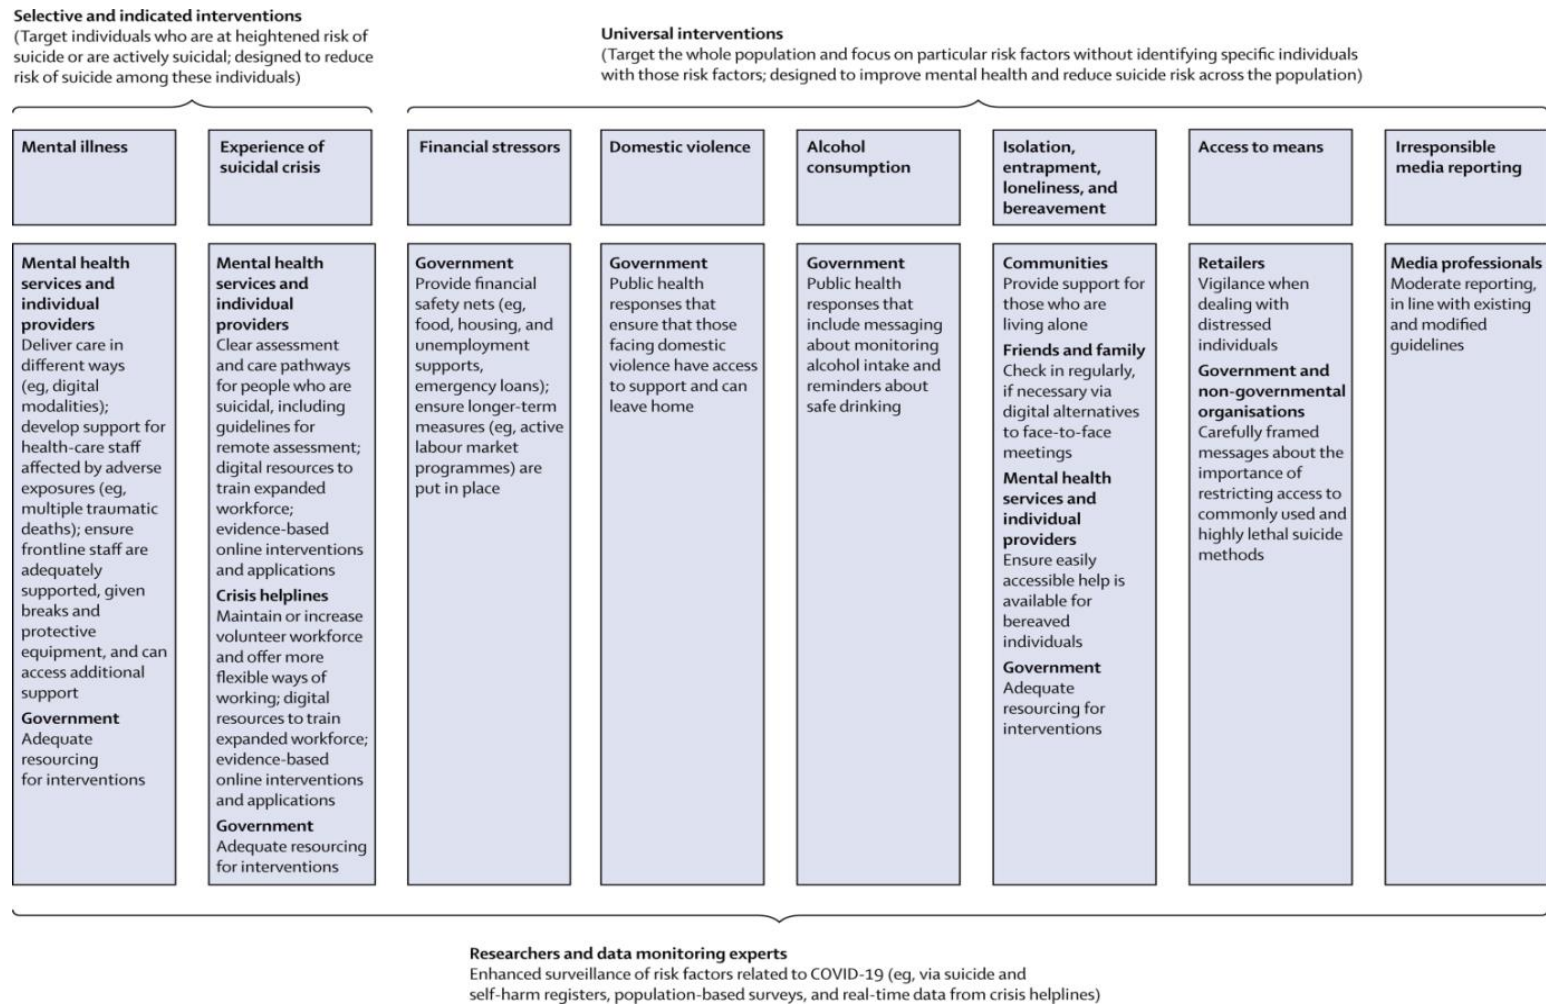 Selective and indicated interventions
(Target individuals who are at heightened risk of
suicide or are actively suicidal; designed to reduce
risk of suicide among these individuals)
Universal interventions
(Target the whole population and focus on particular risk factors without identifying specific individuals
with those risk factors; designed to improve mental health and reduce suicide risk across the population)
Mental illness
Experience of
suicidal crisis
Financial stressors
Domestic violence
Alcohol
consumption
Isolation,
entrapment,
loneliness, and
bereavement
Access to means
Irresponsible
media reporting
Mental health
services and
individual
providers
Deliver care in
different ways
(eg, digital
modalities);
develop support for
health-care staff
affected by adverse
exposures (eg,
multiple traumatic
deaths); ensure
frontline staff are
adequately
supported, given
breaks and
protective
equipment, and can
access additional
support
Government
Adequate
resourcing
for interventions
Mental health
services and
individual
providers
Clear assessment
and care pathways
for people who are
suicidal, including
guidelines for
remote assessment;
digital resources to
train expanded
workforce;
evidence-based
online interventions
and applications
Crisis helplines
Maintain or increase
volunteer workforce
and offer more
flexible ways of
working; digital
resources to train
expanded workforce;
evidence-based
online interventions
and applications
Government
Adequate resourcing
for interventions
Government
Provide financial
safety nets (eg,
food, housing, and
unemployment
supports,
emergency loans);
ensure longer-term
measures (eg, active
labour market
programmes) are
put in place
Government
Public health
responses that
ensure that those
facing domestic
violence have access
to support and can
leave home
Government
Public health
responses that
include messaging
about monitoring
alcohol intake and
reminders about
safe drinking
Communities
Provide support for
those who are
living alone
Friends and family
Check in regularly,
if necessary via
digital alternatives
to face-to-face
meetings
Mental health
services and
individual
providers
Ensure easily
accessible help is
available for
bereaved
individuals
Government
Adequate
resourcing for
interventions
Retailers
Vigilance when
dealing with
distressed
individuals
Government and
non-governmental
organisations
Carefully framed
messages about the
importance of
restricting access to
commonly used and
highly lethal suicide
methods
Media professionals
Moderate reporting,
in line with existing
and modified
guidelines
Researchers and data monitoring experts
Enhanced surveillance of risk factors related to COVID-19 (eg, via suicide and
self-harm registers, population-based surveys, and real-time data from crisis helplines)